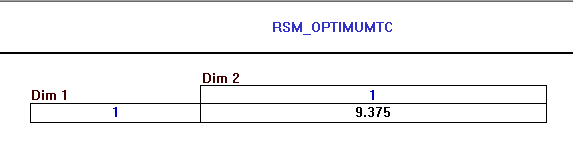 RSM_OPTIMUMTC
Dim 2
Dim 1
1
1
9.375